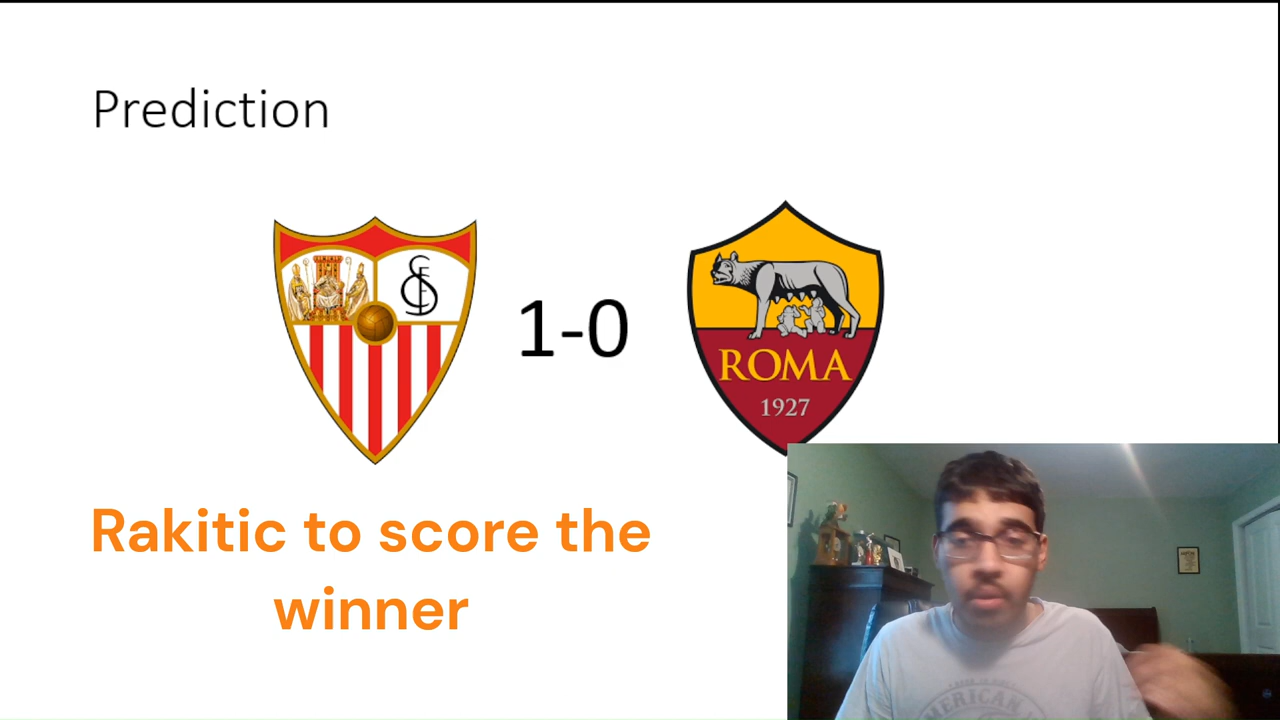 Prediction
1-0
ROMA
1927
Rakitic to score the
winner